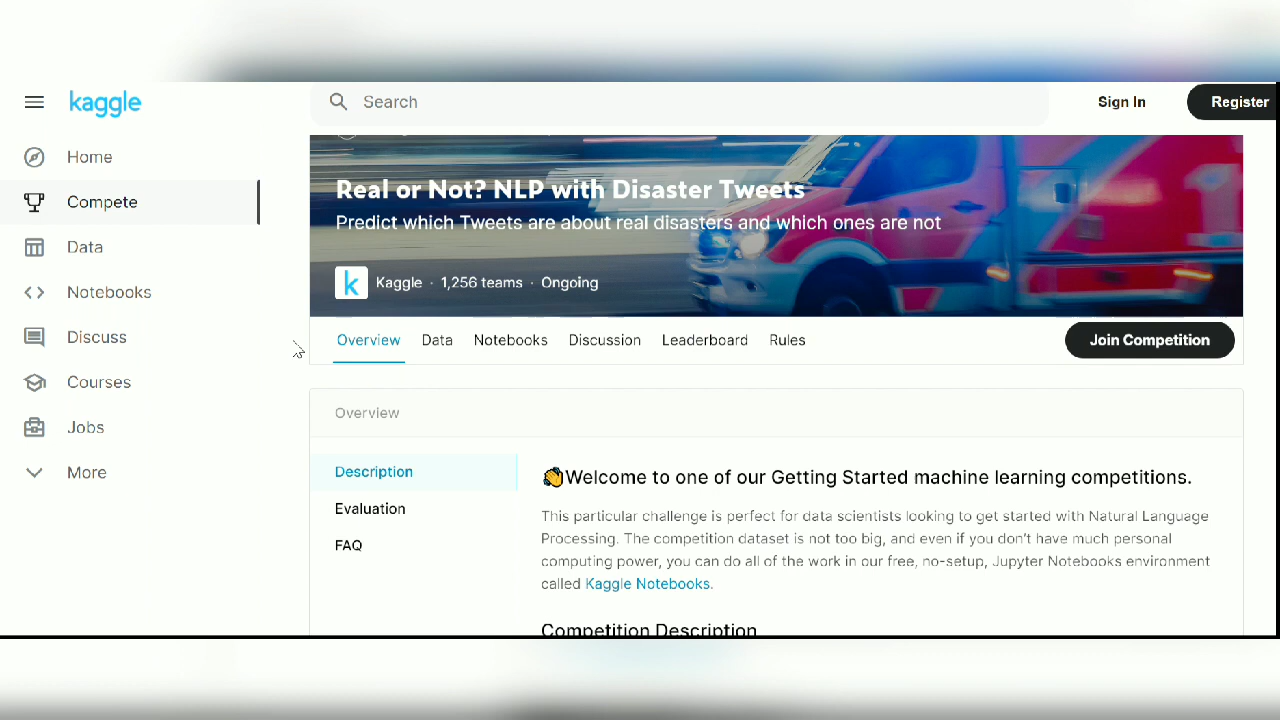 kaggle
Search
Sign In
Register
Home
Compete
Data
Notebooks
Discuss
Courses
Jobs
More
Real or Not? NLP with Disaster Tweets
Predict which Tweets are about real disasters and which ones are not
k
Kaggle · 1,256 teams · Ongoing
Overview
Data
Notebooks
Discussion
Leaderboard
Rules
Join Competition
Overview
Description
Evaluation
FAQ
👋Welcome to one of our Getting Started machine learning competitions.
This particular challenge is perfect for data scientists looking to get started with Natural Language
Processing. The competition dataset is not too big, and even if you don't have much personal
computing power, you can do all of the work in our free, no-setup, Jupyter Notebooks environment
called Kaggle Notebooks.
Competition Description